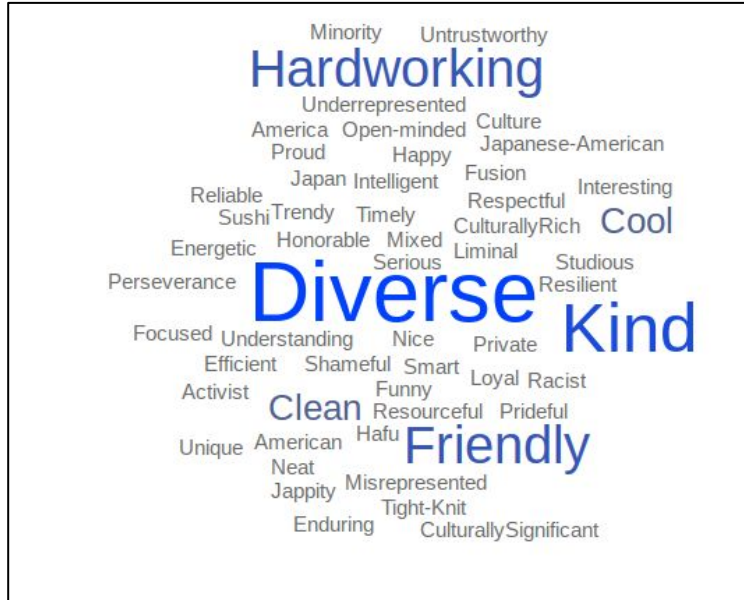 Minority Untrustworthy
Hardworking
Underrepresented
America Open-minded Culture
Japanese-American
Proud Happy
Fusion
Japan Intelligent
Interesting
Reliable Respectful
Sushi Trendy Timely Cool
CulturallyRich
Energetic Honorable Mixed
Liminal
Serious Studious
Perseverance Diverse Resilient
Kind
Focused Understanding Nice Private
Efficient Shameful Smart
Loyal Racist
Activist Funny
Clean Resourceful Prideful
Hafu
Unique American Friendly
Neat
Jappity Misrepresented
Tight-Knit
Enduring CulturallySignificant